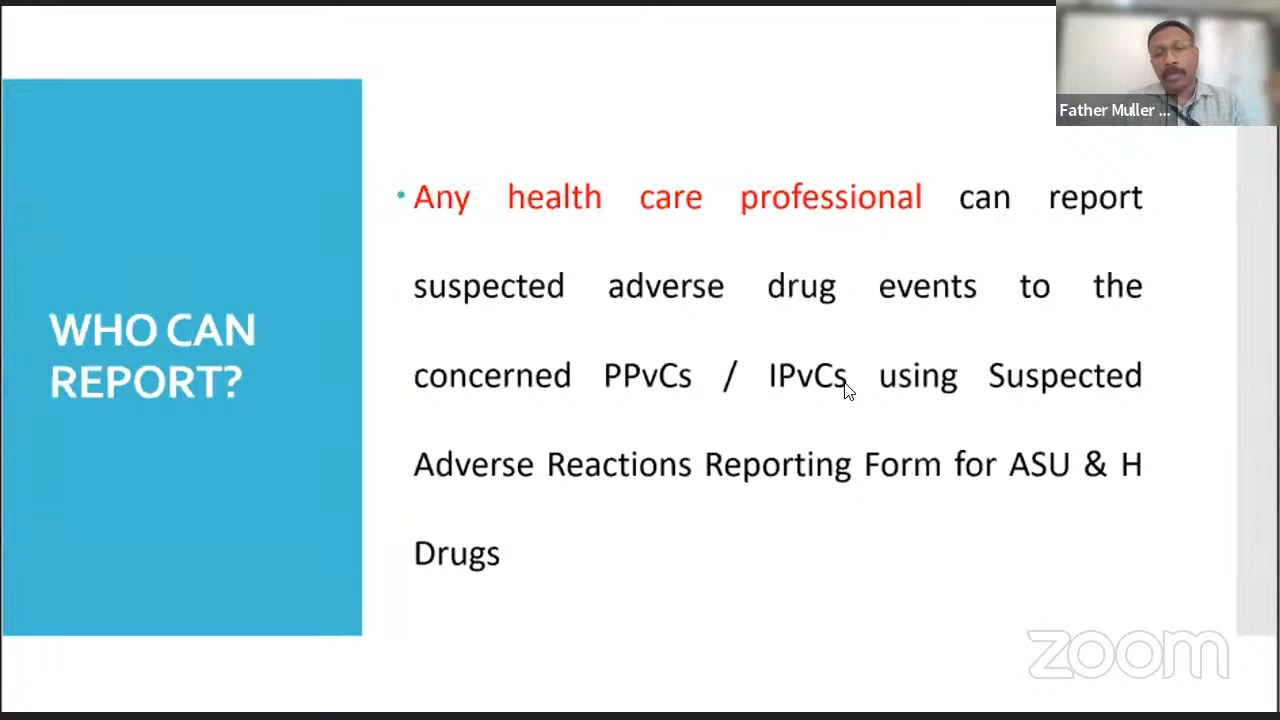 Father Muller ...
WHO CAN
REPORT?
• Any health care professional can report
suspected adverse drug events to the
concerned PPvCs / IPvCs using Suspected
Adverse Reactions Reporting Form for ASU & H
Drugs
zoom